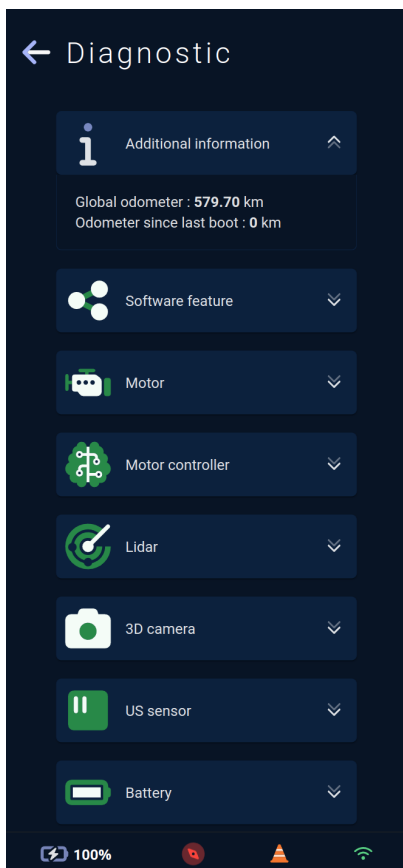 Diagnostic
Additional information
Global odometer : 579.70 km
Odometer since last boot : 0 km
Software feature
Motor
Motor controller
Lidar
3D camera
US sensor
Battery
100%